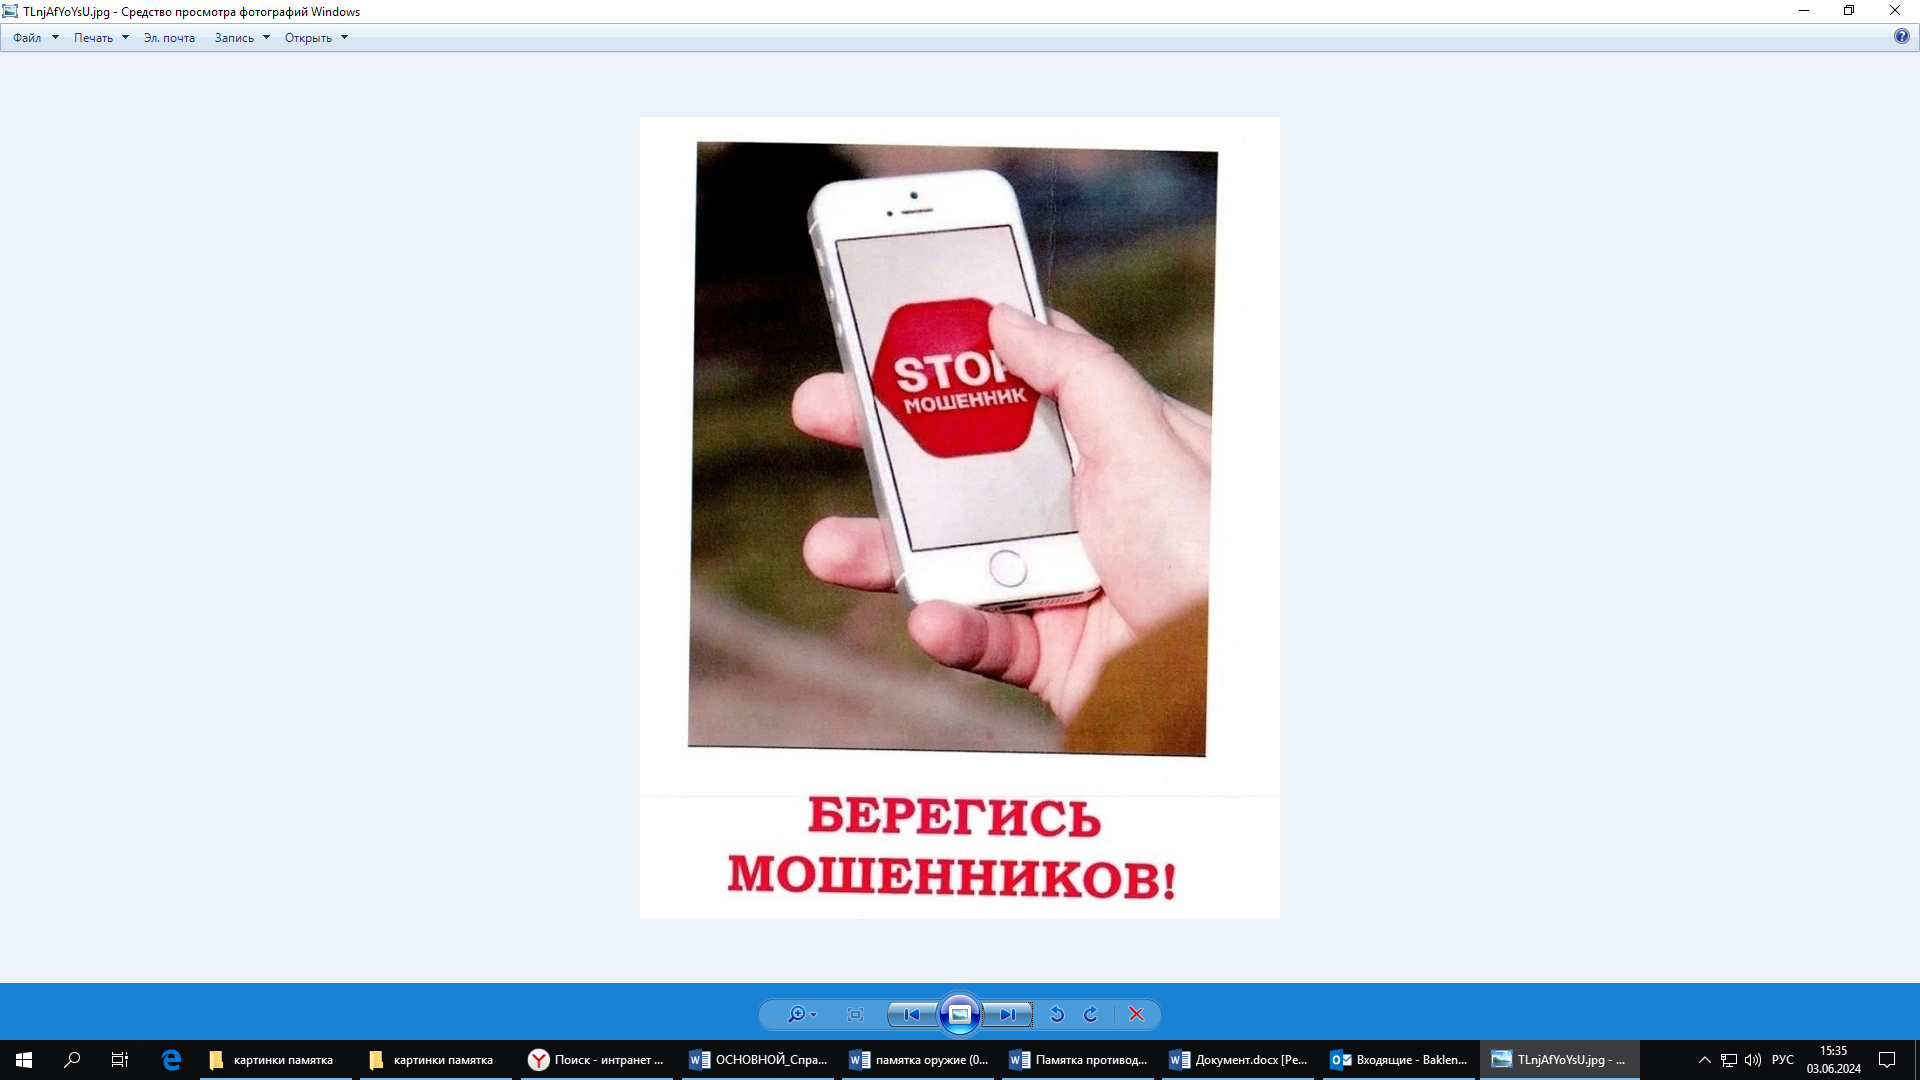 TLnjAfYoYsU.jpg - Средство просмотра фотографий Windows
Файл Печать Эл. почта Запись Открыть
STOP
МОШЕННИК
БЕРЕГИСЬ
МОШЕННИКОВ!
картинки памятка
картинки памятка
Поиск - интранет ...
ОСНОВНОЙ_Спра...
памятка оружие (0...
Памятка противод...
Документ.docx [Ре...
Входящие - Baklen...
TLnjAfYoYsU.jpg - ...
РУС
15:35
03.06.2024